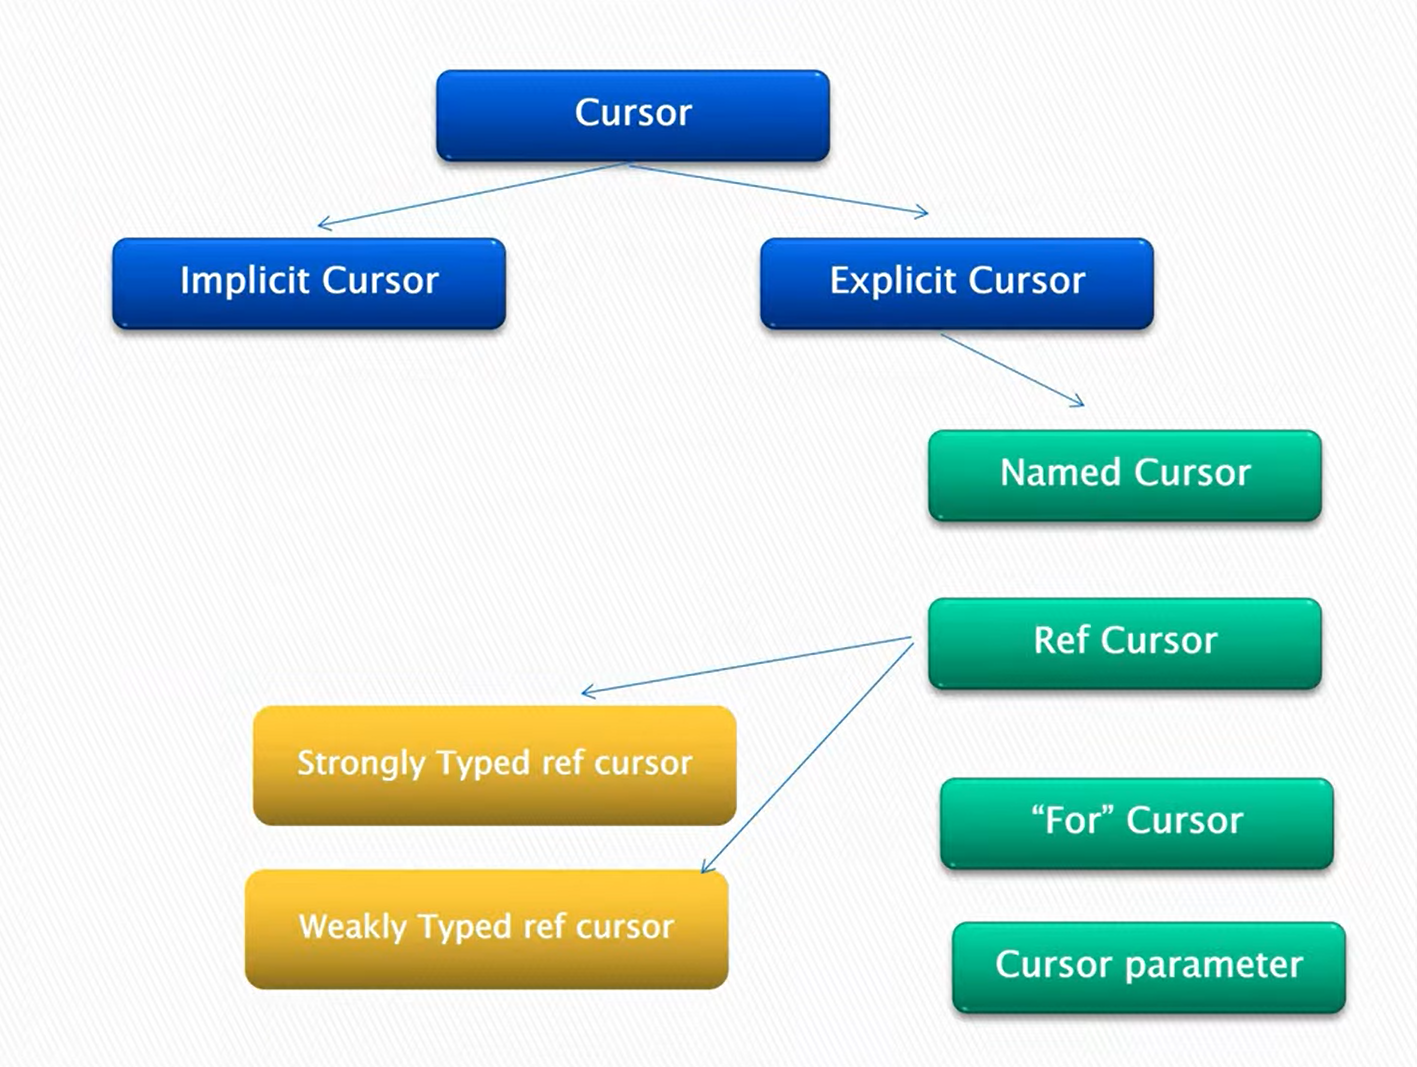 Cursor
Implicit Cursor
Explicit Cursor
Named Cursor
Ref Cursor
Strongly Typed ref cursor
“For” Cursor
Weakly Typed ref cursor
Cursor parameter